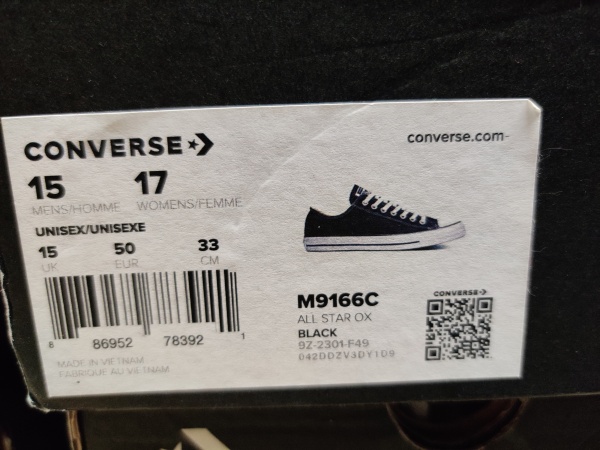 CONVERSE
converse.com
15 17
MENS/HOMME WOMENS/FEMME
UNISEX/UNISEXE
15 50 33
UK EUR CM
8 86952 78392 1
MADE IN VIETNAM
FABRIQUE AU VIETNAM
M9166C
ALL STAR OX
BLACK
9Z-2301-F49
042DDZV3DY1D9
CONVERSE